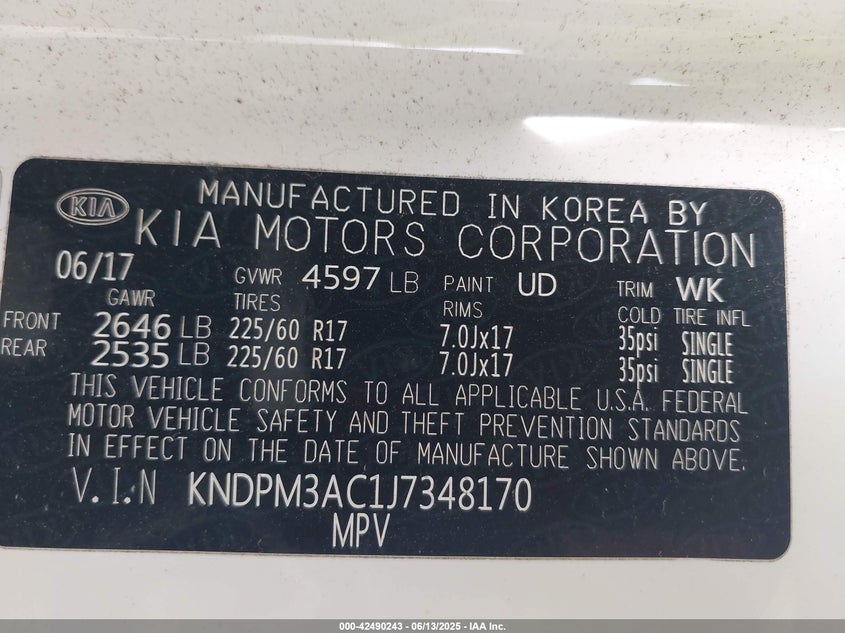 KIA
MANUFACTURED IN KOREA BY
KIA MOTORS CORPORATION
06/17 GVWR 4597 LB PAINT UD TRIM WK
GAWR TIRES RIMS COLD TIRE INFL
FRONT 2646 LB 225/60 R17 7.0Jx17 35psi SINGLE
REAR 2535 LB 225/60 R17 7.0Jx17 35psi SINGLE
THIS VEHICLE CONFORMS TO ALL APPLICABLE U.S.A. FEDERAL
MOTOR VEHICLE SAFETY AND THEFT PREVENTION STANDARDS
IN EFFECT ON THE DATE OF MANUFACTURE SHOWN ABOVE.
V.I.N KNDPM3AC1J7348170
MPV
000-42490243 - 06/13/2025 - IAA Inc.